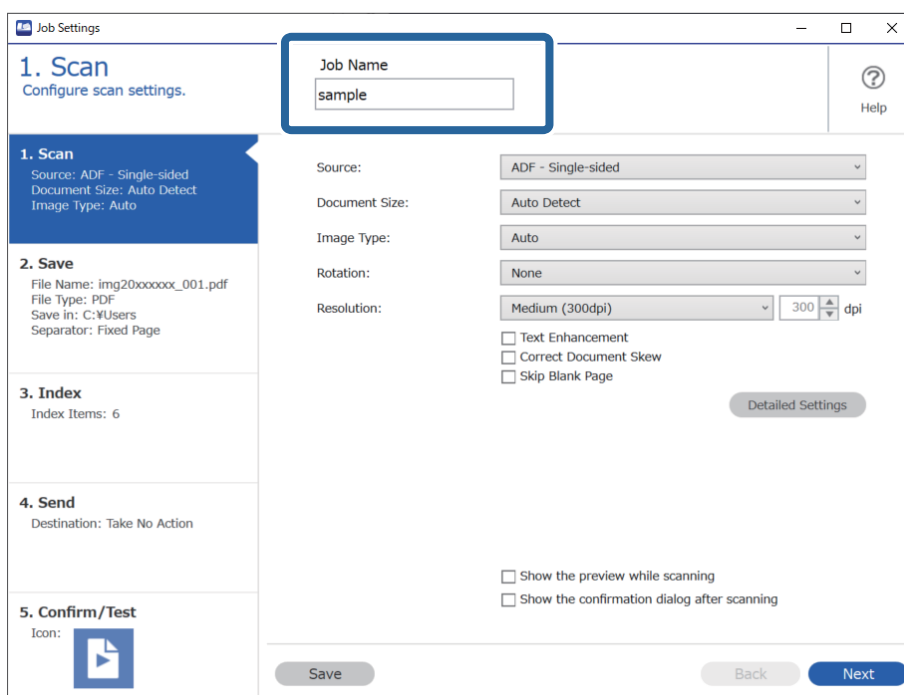 Job Settings
1. Scan
Configure scan settings.
Job Name
sample
Help
1. Scan
Source: ADF - Single-sided
Document Size: Auto Detect
Image Type: Auto
2. Save
File Name: img20xxxxxx_001.pdf
File Type: PDF
Save in: C:¥Users
Separator: Fixed Page
3. Index
Index Items: 6
4. Send
Destination: Take No Action
5. Confirm/Test
Icon:
Source: ADF - Single-sided
Document Size: Auto Detect
Image Type: Auto
Rotation: None
Resolution: Medium (300dpi) 300 dpi
Text Enhancement
Correct Document Skew
Skip Blank Page
Detailed Settings
Show the preview while scanning
Show the confirmation dialog after scanning
Save Back Next